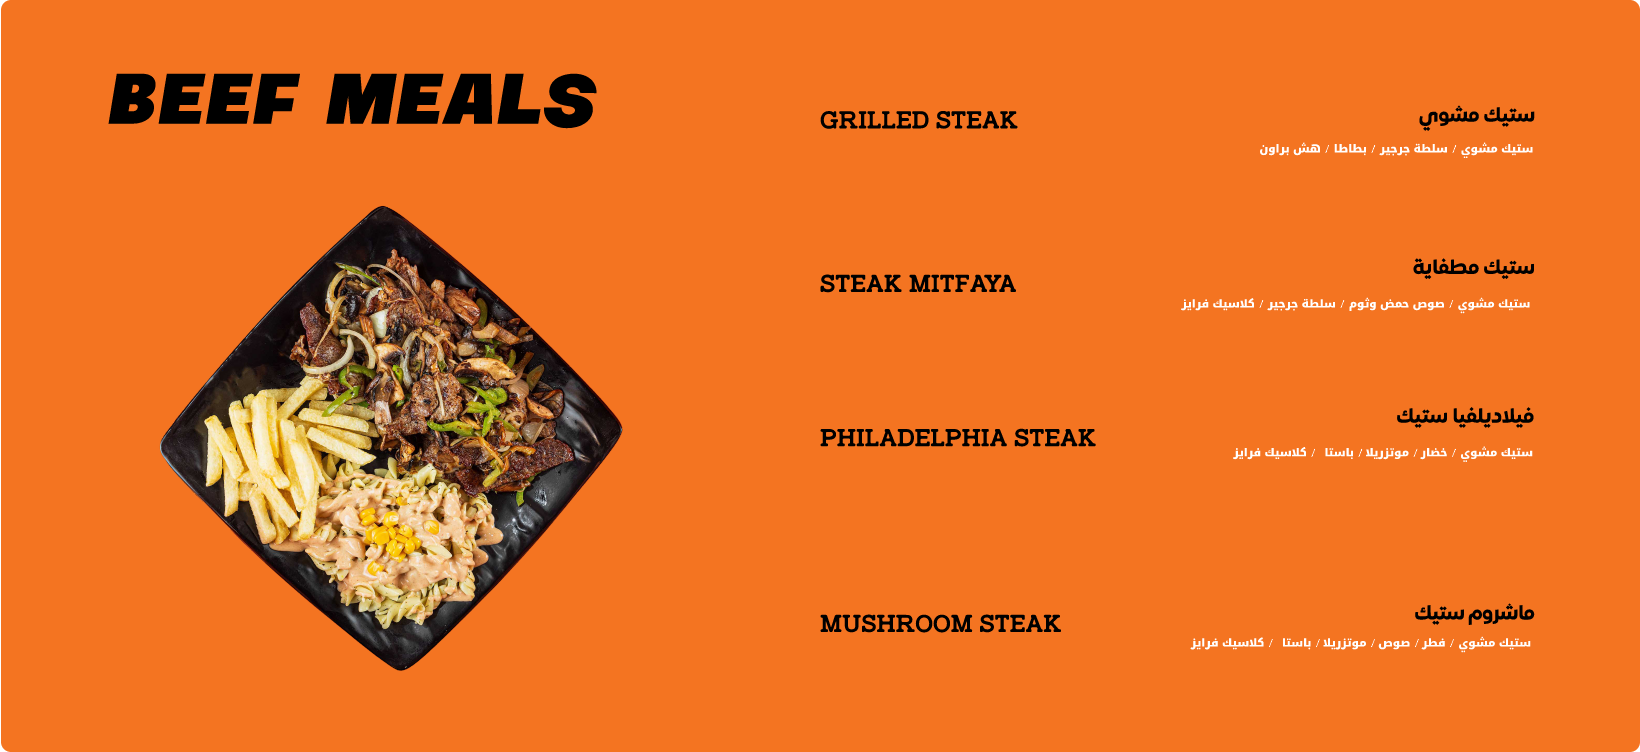 BEEF MEALS
GRILLED STEAK
ستيك مشوي
ستيك مشوي / سلطة جرجير / بطاطا / هش براون
STEAK MITFAYA
ستيك مطفاية
ستيك مشوي / صوص حمض وثوم / سلطة جرجير / كلاسيك فرايز
PHILADELPHIA STEAK
فيلاديلفيا ستيك
ستيك مشوي / خضار / موتزريلا / باستا / كلاسيك فرايز
MUSHROOM STEAK
ماشروم ستيك
ستيك مشوي / فطر / صوص / موتزريلا / باستا / كلاسيك فرايز